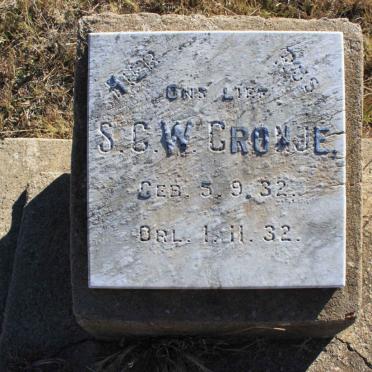 ONS LIEF
S.C.W. CRONJE.
GEB. 5. 9. 32.
ORL. 1. 11. 32.